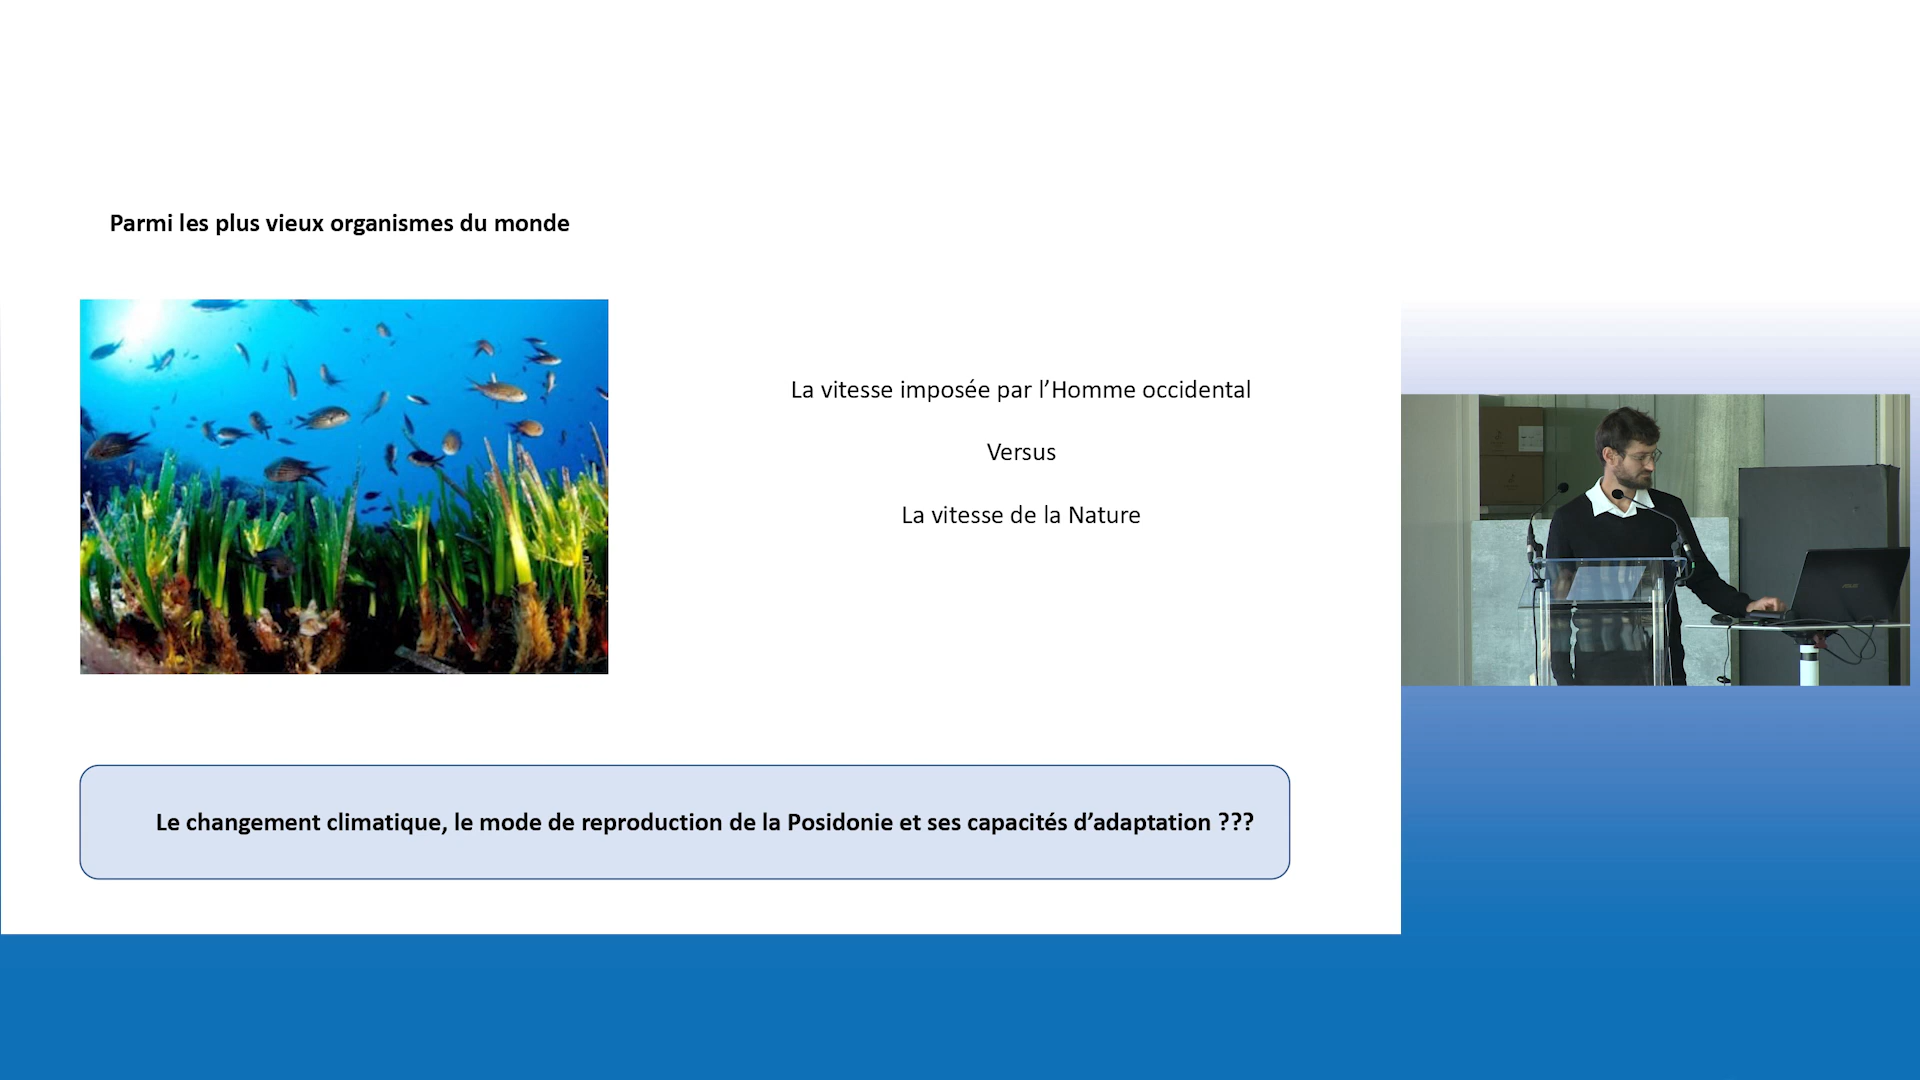 Parmi les plus vieux organismes du monde
La vitesse imposée par l’Homme occidental
Versus
La vitesse de la Nature
Le changement climatique, le mode de reproduction de la Posidonie et ses capacités d’adaptation ???